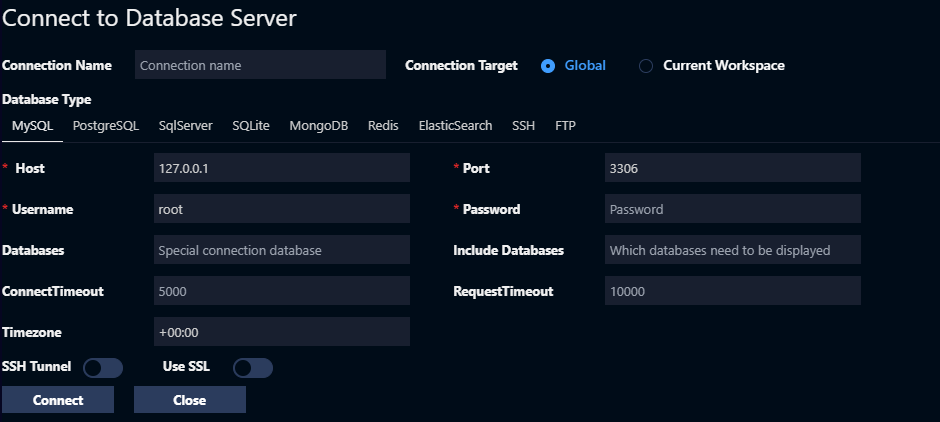 Connect to Database Server
Connection Name Connection name Connection Target Global Current Workspace
Database Type
MySQL PostgreSQL SqlServer SQLite MongoDB Redis ElasticSearch SSH FTP
* Host 127.0.0.1 * Port 3306
* Username root * Password Password
Databases Special connection database Include Databases Which databases need to be displayed
ConnectTimeout 5000 RequestTimeout 10000
Timezone +00:00
SSH Tunnel Use SSL
Connect Close